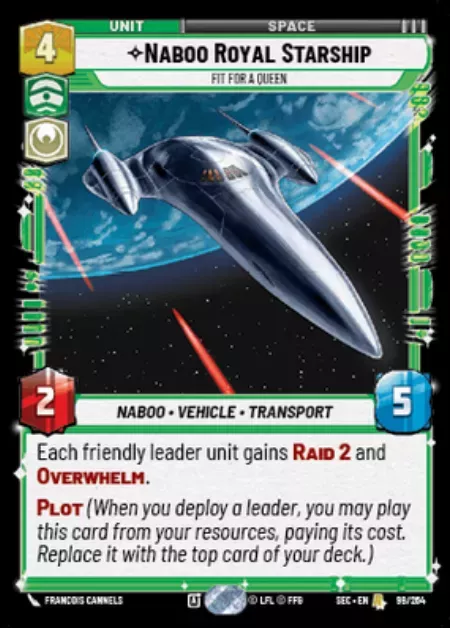 UNIT SPACE
4 NABOO ROYAL STARSHIP
FIT FOR A QUEEN
2 NABOO • VEHICLE • TRANSPORT 5
Each friendly leader unit gains RAID 2 and
OVERWHELM.
PLOT (When you deploy a leader, you may play
this card from your resources, paying its cost.
Replace it with the top card of your deck.)
FRANCOIS CANNELS A © LFL © FFG SEC • EN 99/264